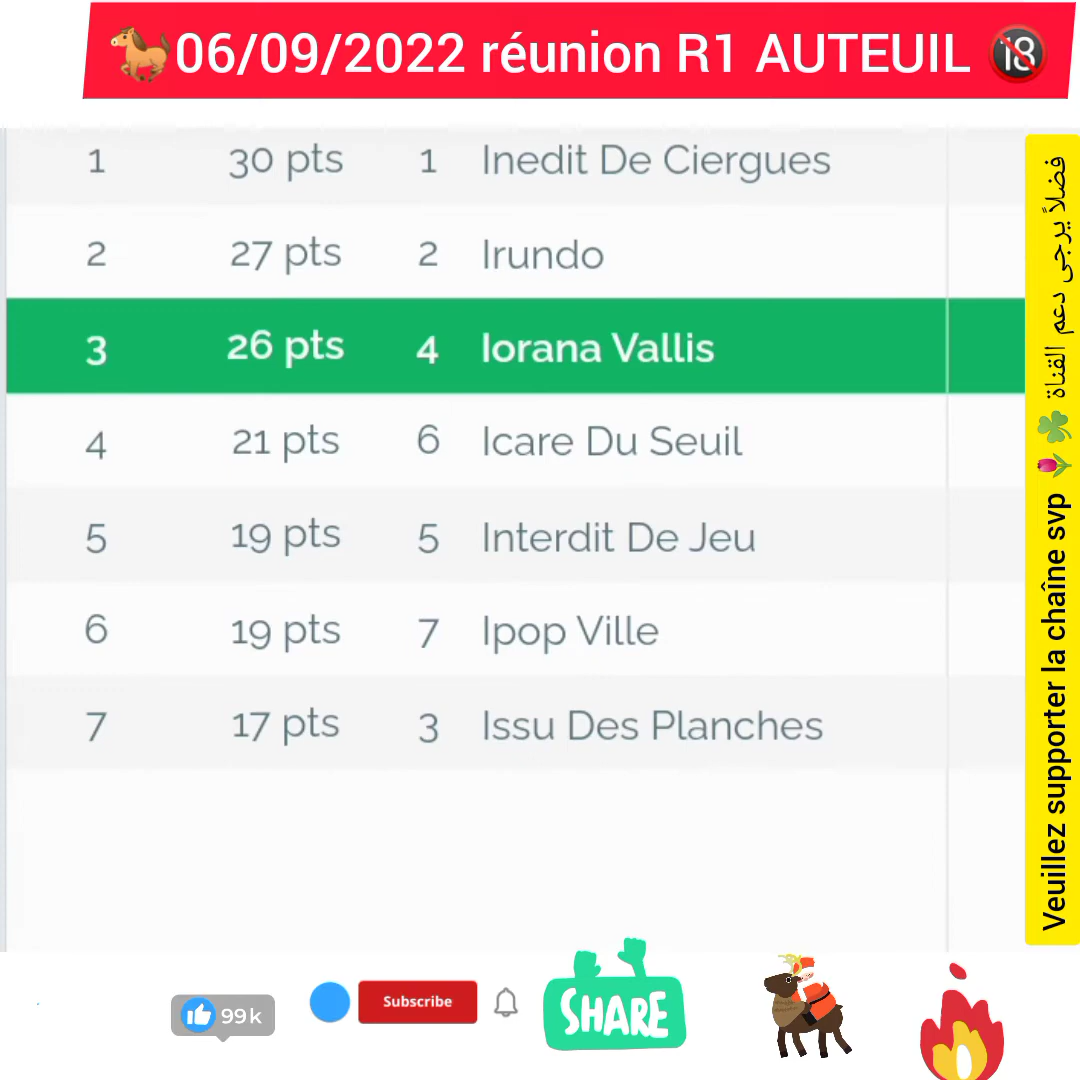 06/09/2022 réunion R1 AUTEUIL 18
1 30 pts 1 Inedit De Ciergues
2 27 pts 2 Irundo
3 26 pts 4 Iorana Vallis
4 21 pts 6 Icare Du Seuil
5 19 pts 5 Interdit De Jeu
6 19 pts 7 Ipop Ville
7 17 pts 3 Issu Des Planches
Veuillez supporter la chaîne svp
فضلاً يرجى دعم القناة
99k
Subscribe
SHARE